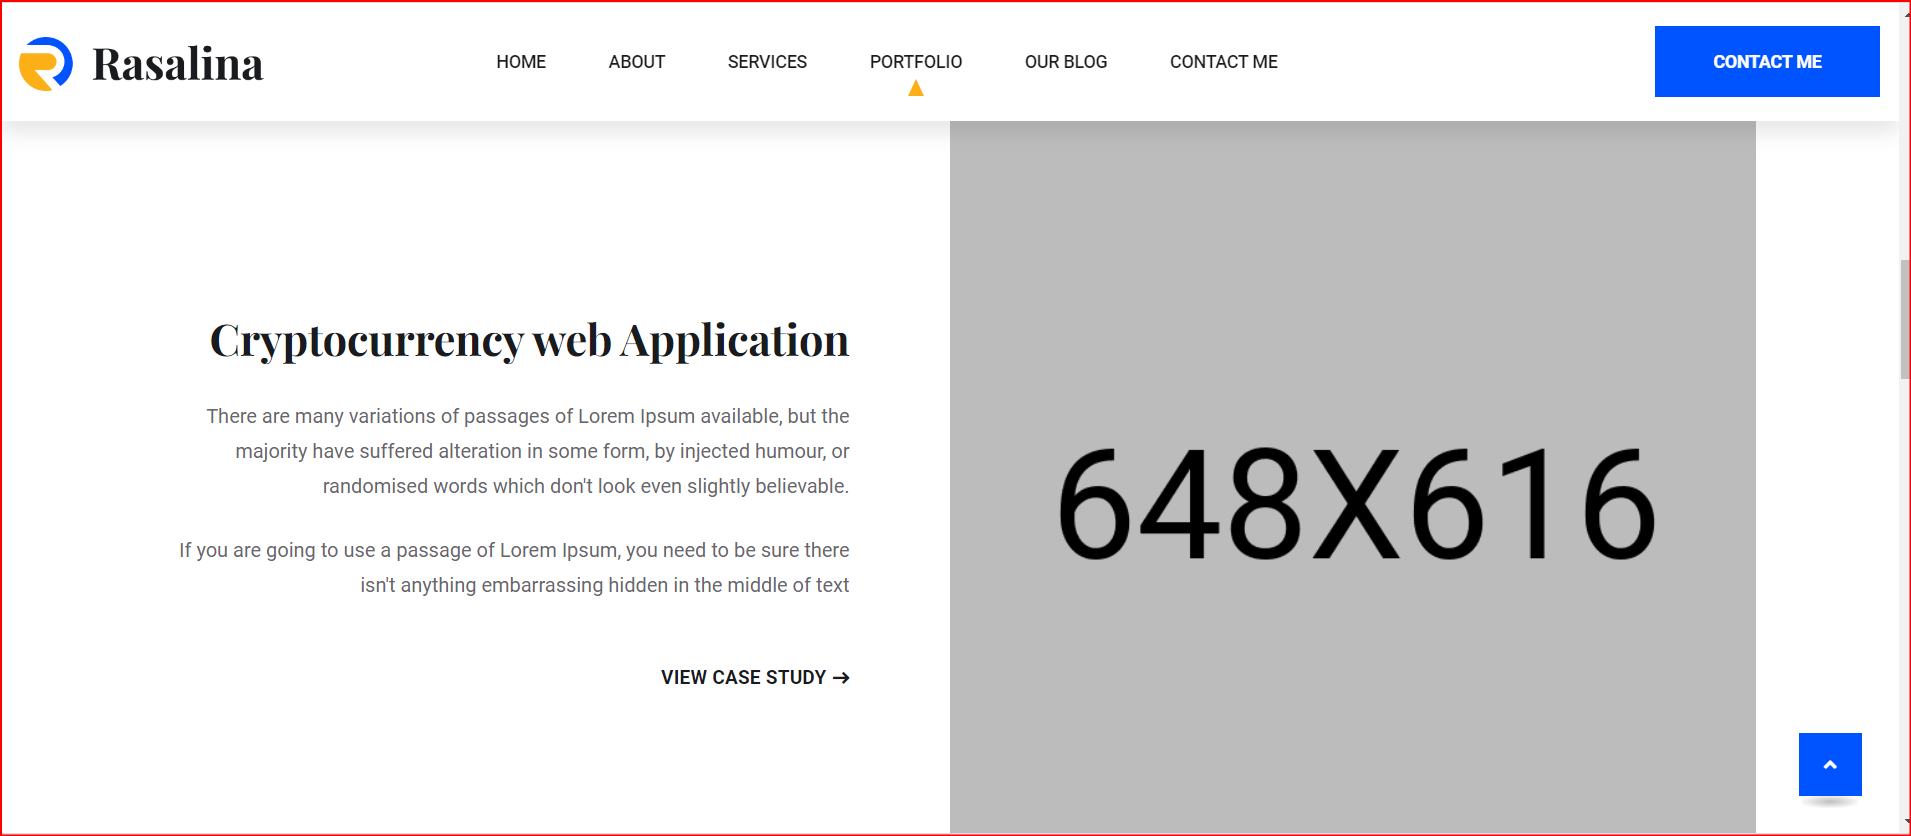 Rasalina
HOME ABOUT SERVICES PORTFOLIO OUR BLOG CONTACT ME
CONTACT ME
Cryptocurrency web Application
There are many variations of passages of Lorem Ipsum available, but the
majority have suffered alteration in some form, by injected humour, or
randomised words which don't look even slightly believable.
If you are going to use a passage of Lorem Ipsum, you need to be sure there
isn't anything embarrassing hidden in the middle of text
VIEW CASE STUDY →
648X616